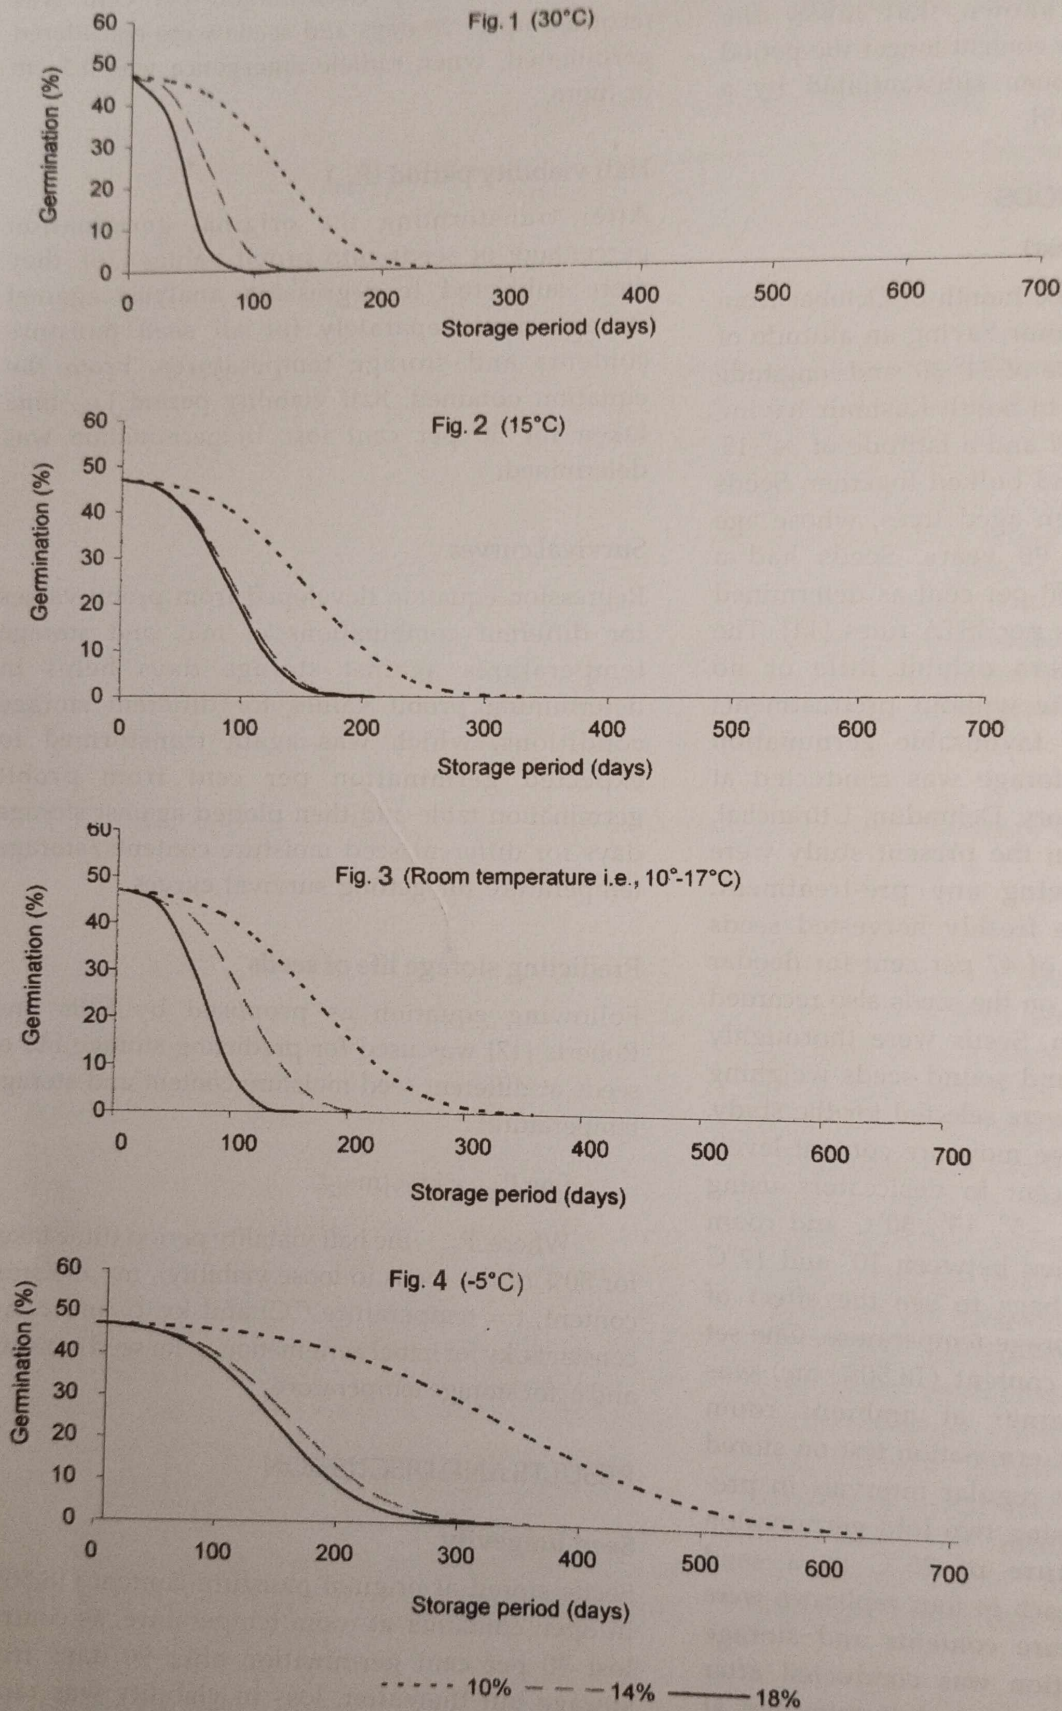 Fig. 1 (30°C)
60
50
40
30
20
10
0
Germination (%)
0 100 200 300 400 500 600 700
Storage period (days)
Fig. 2 (15°C)
60
50
40
30
20
10
0
Germination (%)
0 100 200 300 400 500 600 700
Storage period (days)
Fig. 3 (Room temperature i.e., 10°-17°C)
60
50
40
30
20
10
0
Germination (%)
0 100 200 300 400 500 600 700
Storage period (days)
Fig. 4 (-5°C)
60
50
40
30
20
10
0
Germination (%)
0 100 200 300 400 500 600 700
Storage period (days)
10% 14% 18%